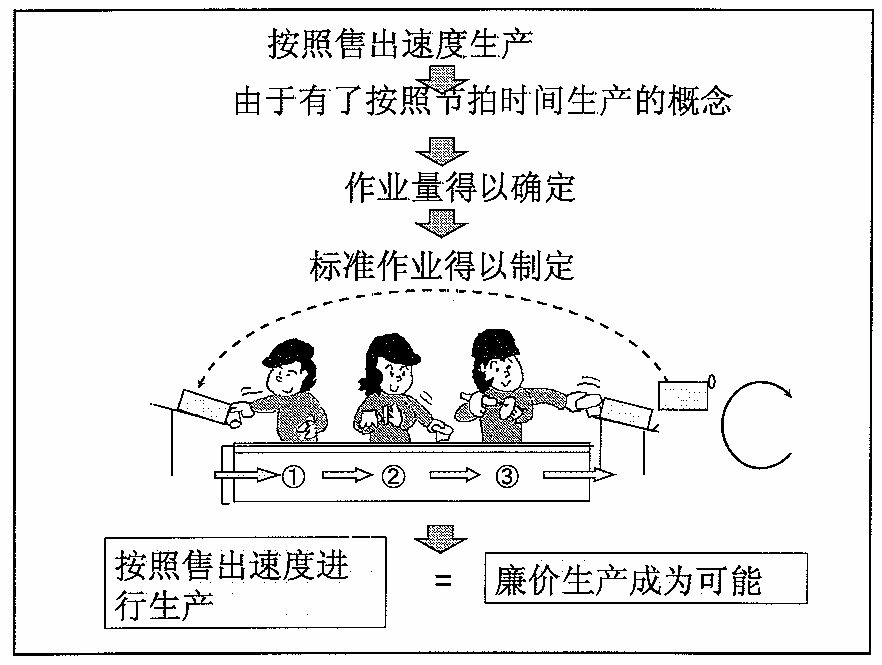 按照售出速度生产
由于有了按照节拍时间生产的概念
作业量得以确定
标准作业得以制定
① ② ③
按照售出速度进
行生产
=
廉价生产成为可能